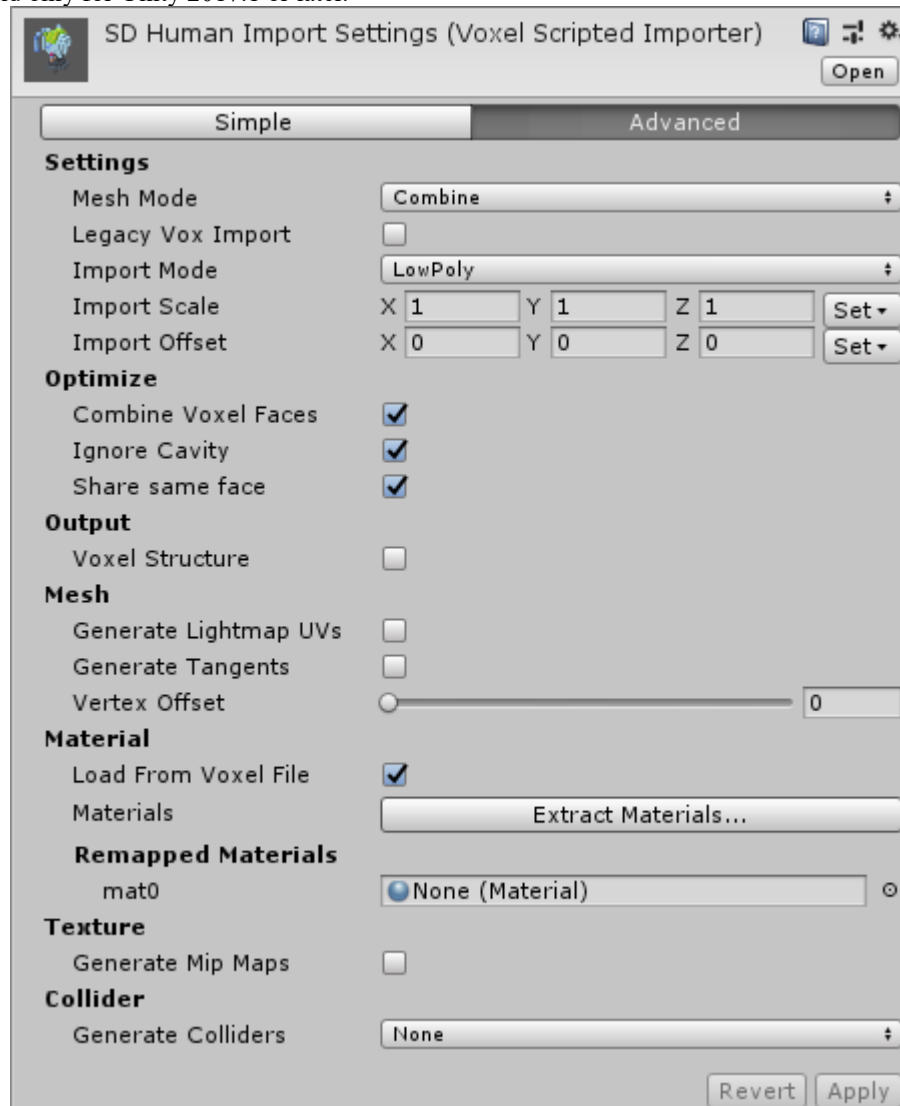 SD Human Import Settings (Voxel Scripted Importer)
Open
Simple Advanced
Settings
Mesh Mode Combine
Legacy Vox Import
Import Mode LowPoly
Import Scale X 1 Y 1 Z 1 Set
Import Offset X 0 Y 0 Z 0 Set
Optimize
Combine Voxel Faces
Ignore Cavity
Share same face
Output
Voxel Structure
Mesh
Generate Lightmap UVs
Generate Tangents
Vertex Offset 0
Material
Load From Voxel File
Materials Extract Materials...
Remapped Materials
mat0 None (Material)
Texture
Generate Mip Maps
Collider
Generate Colliders None
Revert Apply